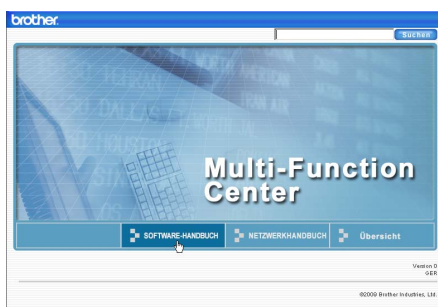 brother.
Suchen
Multi-Function
Center
SOFTWARE-HANDBUCH
NETZWERKHANDBUCH
Übersicht
Version 0
GER
©2009 Brother Industries, Ltd.